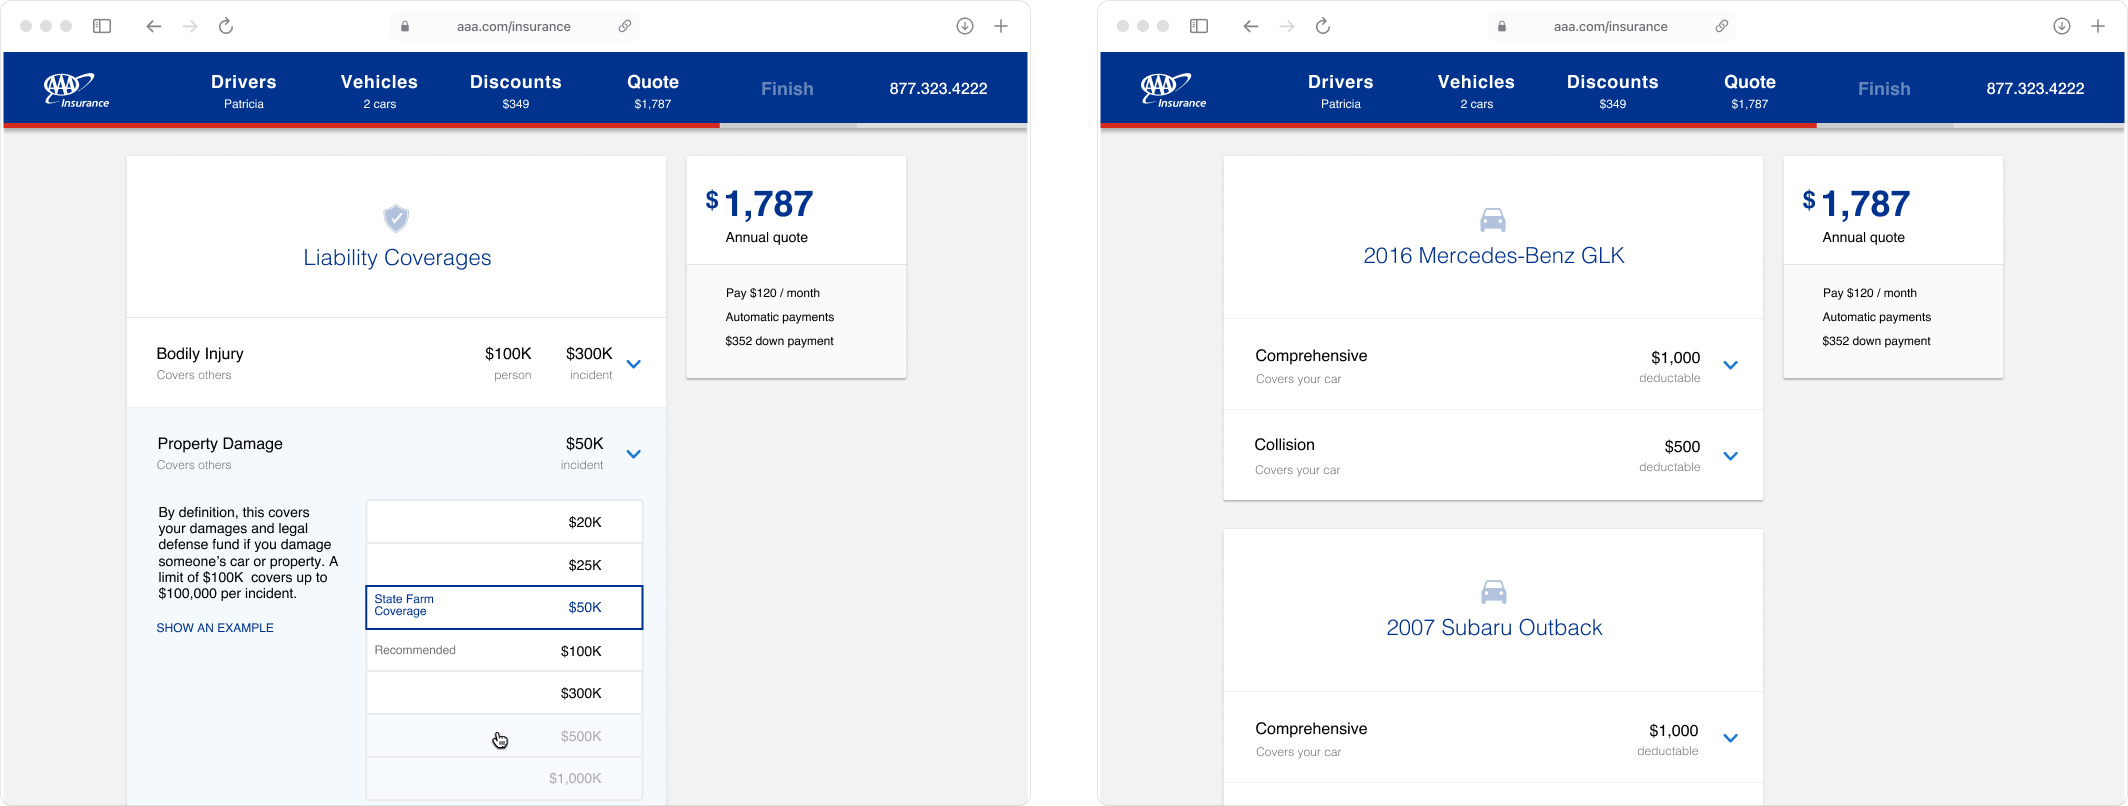 aaa.com/insurance
AAA Insurance
Drivers
Patricia
Vehicles
2 cars
Discounts
$349
Quote
$1,787
Finish
877.323.4222
Liability Coverages
Bodily Injury
Covers others
$100K
person
$300K
incident
Property Damage
Covers others
$50K
incident
By definition, this covers
your damages and legal
defense fund if you damage
someone's car or property. A
limit of $100K covers up to
$100,000 per incident.
SHOW AN EXAMPLE
$20K
$25K
State Farm
Coverage
$50K
Recommended
$100K
$300K
$500K
$1,000K
$1,787
Annual quote
Pay $120 / month
Automatic payments
$352 down payment
aaa.com/insurance
AAA Insurance
Drivers
Patricia
Vehicles
2 cars
Discounts
$349
Quote
$1,787
Finish
877.323.4222
2016 Mercedes-Benz GLK
Comprehensive
Covers your car
$1,000
deductable
Collision
Covers your car
$500
deductable
2007 Subaru Outback
Comprehensive
Covers your car
$1,000
deductable
$1,787
Annual quote
Pay $120 / month
Automatic payments
$352 down payment